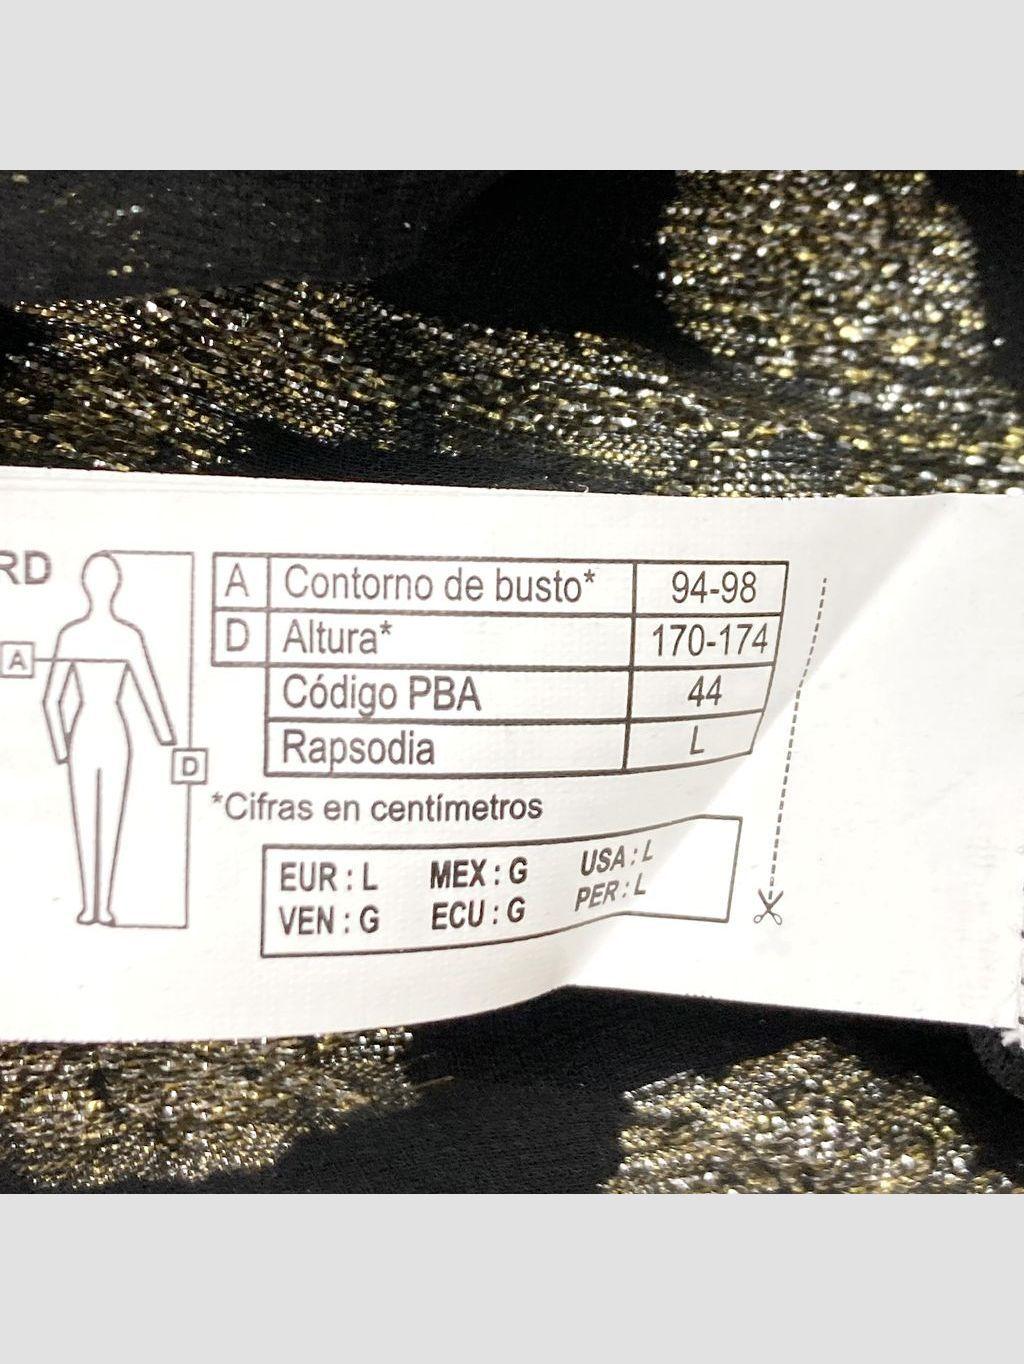 RD
A Contorno de busto* 94-98
D Altura* 170-174
Código PBA 44
Rapsodia L
A
D
*Cifras en centímetros
EUR : L MEX : G USA : L
VEN : G ECU : G PER : L